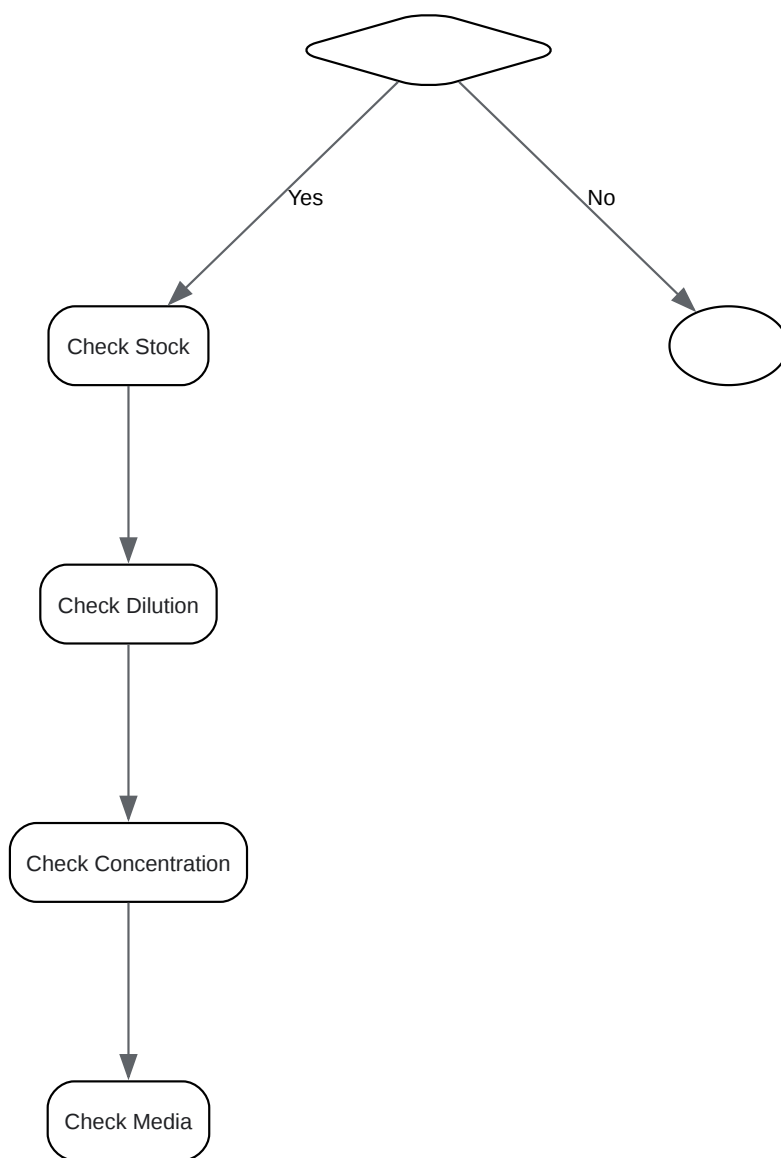 Yes
No
Check Stock
Check Dilution
Check Concentration
Check Media